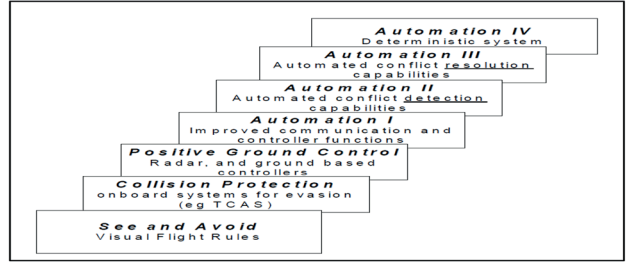 Automation IV
Deterministic system
Automation III
Automated conflict resolution
capabilities
Automation II
Automated conflict detection
capabilities
Automation I
Improved communication and
controller functions
Positive Ground Control
Radar, and ground based
controllers
Collision Protection
onboard systems for evasion
(eg TCAS)
See and Avoid
Visual Flight Rules